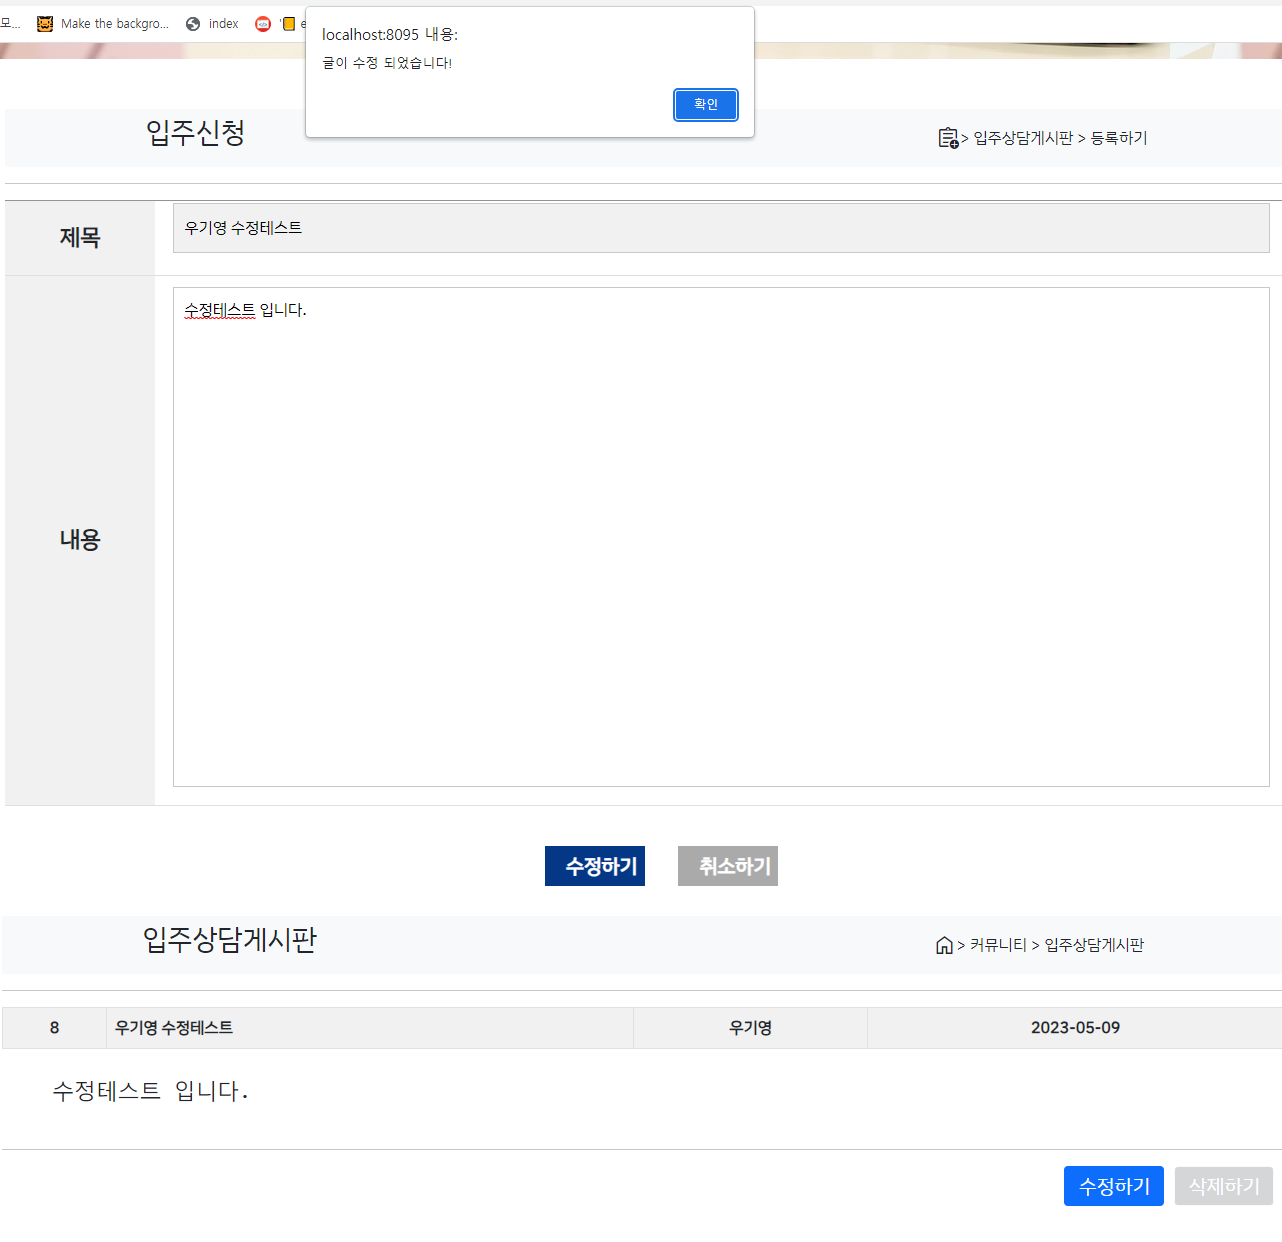 모...
Make the backgro...
index
localhost:8095 내용:
글이 수정 되었습니다!
확인
입주신청
> 입주상담게시판 > 등록하기
제목
우기영 수정테스트
내용
수정테스트 입니다.
수정하기
취소하기
입주상담게시판
> 커뮤니티 > 입주상담게시판
8
우기영 수정테스트
우기영
2023-05-09
수정테스트 입니다.
수정하기
삭제하기